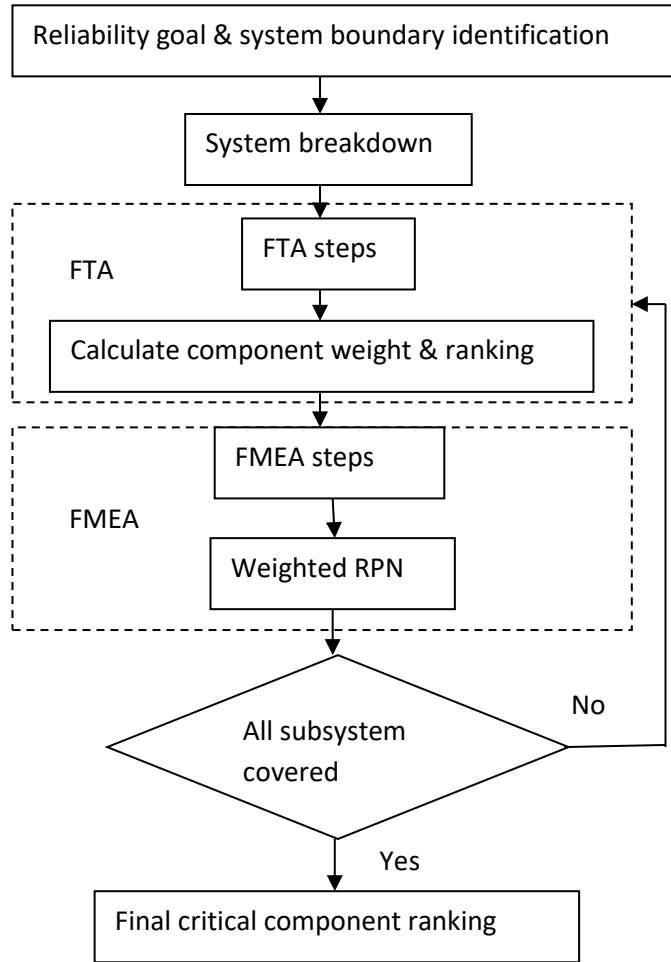 Reliability goal & system boundary identification
System breakdown
FTA steps
FTA
Calculate component weight & ranking
FMEA steps
FMEA
Weighted RPN
No
All subsystem
covered
Yes
Final critical component ranking